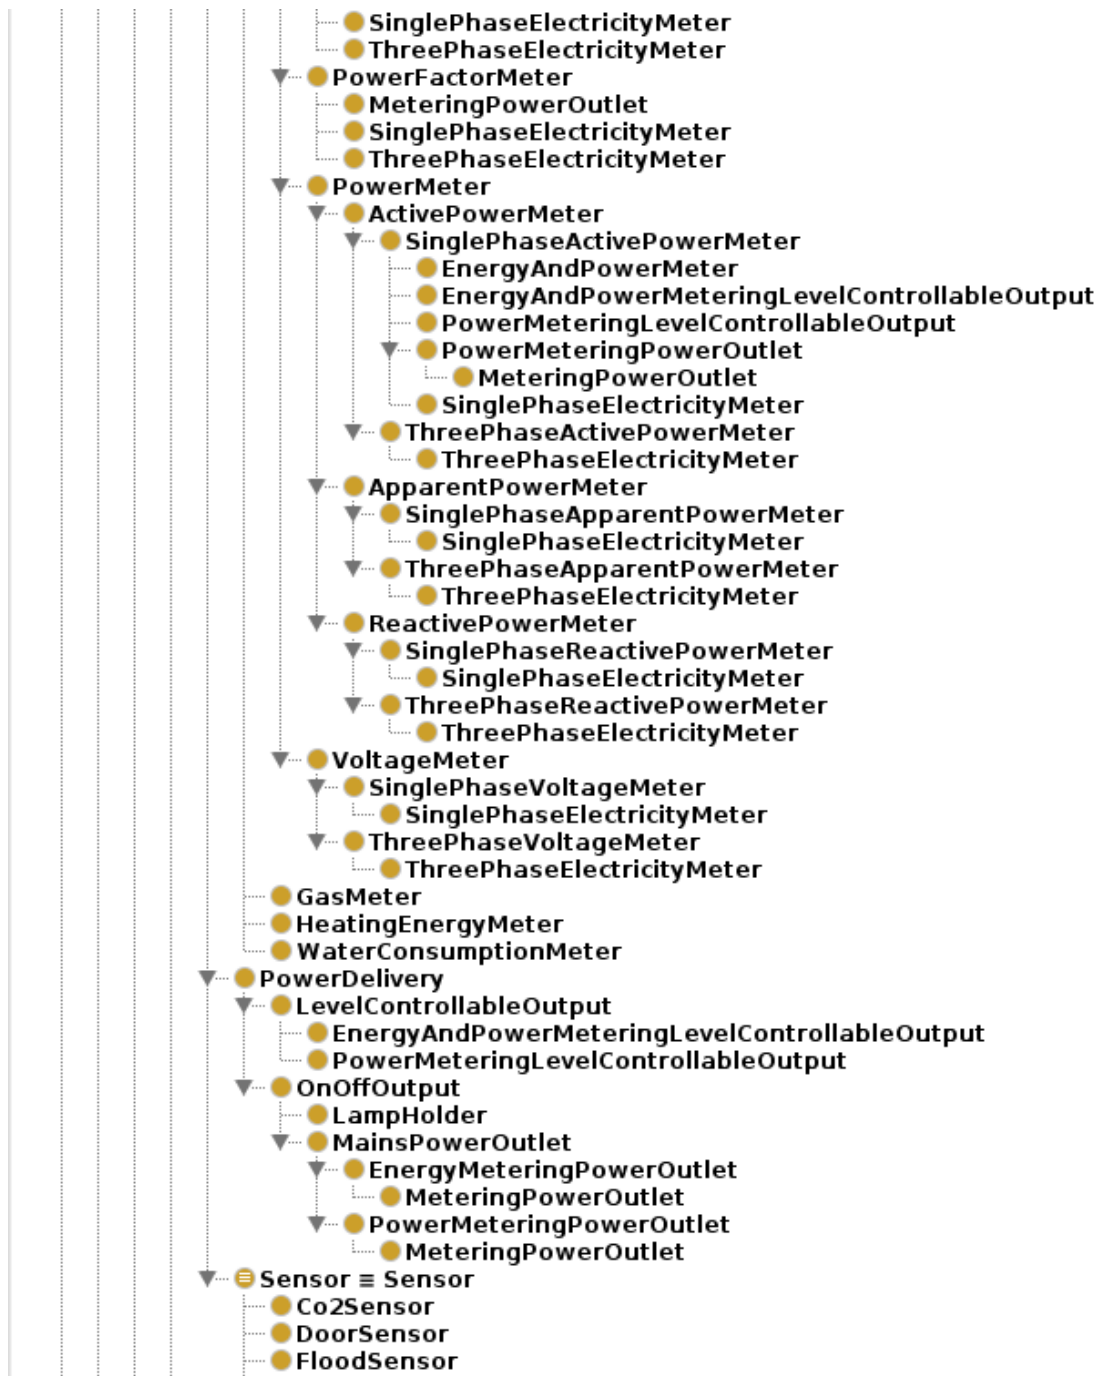 SinglePhaseElectricityMeter
ThreePhaseElectricityMeter
PowerFactorMeter
MeteringPowerOutlet
SinglePhaseElectricityMeter
ThreePhaseElectricityMeter
PowerMeter
ActivePowerMeter
SinglePhaseActivePowerMeter
EnergyAndPowerMeter
EnergyAndPowerMeteringLevelControllableOutput
PowerMeteringLevelControllableOutput
PowerMeteringPowerOutlet
MeteringPowerOutlet
SinglePhaseElectricityMeter
ThreePhaseActivePowerMeter
ThreePhaseElectricityMeter
ApparentPowerMeter
SinglePhaseApparentPowerMeter
SinglePhaseElectricityMeter
ThreePhaseApparentPowerMeter
ThreePhaseElectricityMeter
ReactivePowerMeter
SinglePhaseReactivePowerMeter
SinglePhaseElectricityMeter
ThreePhaseReactivePowerMeter
ThreePhaseElectricityMeter
VoltageMeter
SinglePhaseVoltageMeter
SinglePhaseElectricityMeter
ThreePhaseVoltageMeter
ThreePhaseElectricityMeter
GasMeter
HeatingEnergyMeter
WaterConsumptionMeter
PowerDelivery
LevelControllableOutput
EnergyAndPowerMeteringLevelControllableOutput
PowerMeteringLevelControllableOutput
OnOffOutput
LampHolder
MainsPowerOutlet
EnergyMeteringPowerOutlet
MeteringPowerOutlet
PowerMeteringPowerOutlet
MeteringPowerOutlet
Sensor ≡ Sensor
Co2Sensor
DoorSensor
FloodSensor